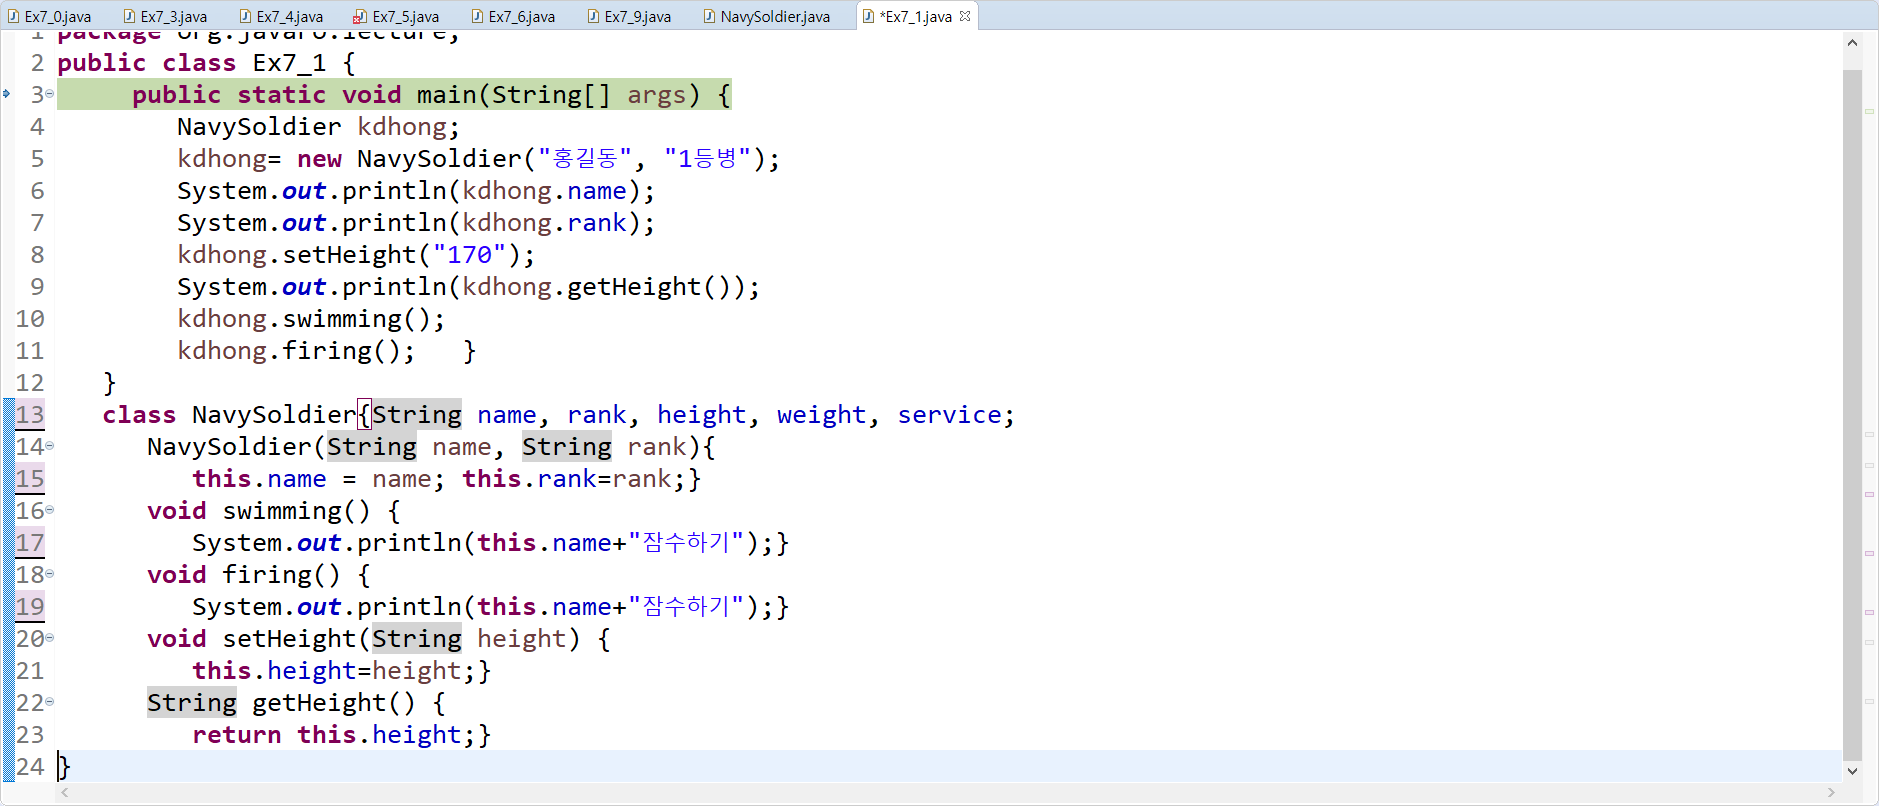 Ex7_0.java Ex7_3.java Ex7_4.java Ex7_5.java Ex7_6.java Ex7_9.java NavySoldier.java *Ex7_1.java
1 package org.javaro.lecture;
2 public class Ex7_1 {
3 public static void main(String[] args) {
4 NavySoldier kdhong;
5 kdhong= new NavySoldier("홍길동", "1등병");
6 System.out.println(kdhong.name);
7 System.out.println(kdhong.rank);
8 kdhong.setHeight("170");
9 System.out.println(kdhong.getHeight());
10 kdhong.swimming();
11 kdhong.firing(); }
12 }
13 class NavySoldier{String name, rank, height, weight, service;
14 NavySoldier(String name, String rank){
15 this.name = name; this.rank=rank;}
16 void swimming() {
17 System.out.println(this.name+"잠수하기");}
18 void firing() {
19 System.out.println(this.name+"잠수하기");}
20 void setHeight(String height) {
21 this.height=height;}
22 String getHeight() {
23 return this.height;}
24 }